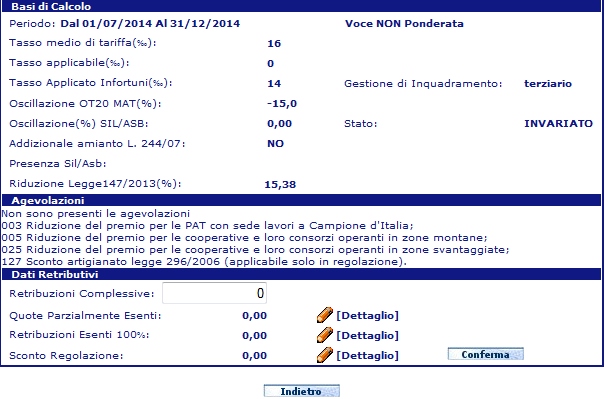 Basi di Calcolo
Periodo: Dal 01/07/2014 Al 31/12/2014 Voce NON Ponderata
Tasso medio di tariffa(‰): 16
Tasso applicabile(‰): 0
Tasso Applicato Infortuni(‰): 14 Gestione di Inquadramento: terziario
Oscillazione OT20 MAT(%) -15,0
Oscillazione(%) SIL/ASB: 0,00 Stato: INVARIATO
Addizionale amianto L. 244/07: NO
Presenza Sil/Asb:
Riduzione Legge147/2013(%): 15,38
Agevolazioni
Non sono presenti le agevolazioni
003 Riduzione del premio per le PAT con sede lavori a Campione d'Italia;
005 Riduzione del premio per le cooperative e loro consorzi operanti in zone montane;
025 Riduzione del premio per le cooperative e loro consorzi operanti in zone svantaggiate;
127 Sconto artigianato legge 296/2006 (applicabile solo in regolazione).
Dati Retributivi
Retribuzioni Complessive: 0
Quote Parzialmente Esenti: 0,00 [Dettaglio]
Retribuzioni Esenti 100%: 0,00 [Dettaglio]
Sconto Regolazione: 0,00 [Dettaglio] Conferma
Indietro